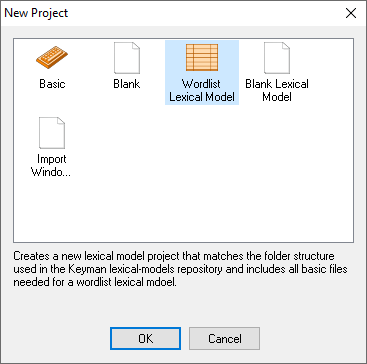 New Project
Basic
Blank
Wordlist
Lexical Model
Blank Lexical
Model
Import
Windo...
Creates a new lexical model project that matches the folder structure
used in the Keyman lexical-models repository and includes all basic files
needed for a wordlist lexical mdoel.
OK
Cancel